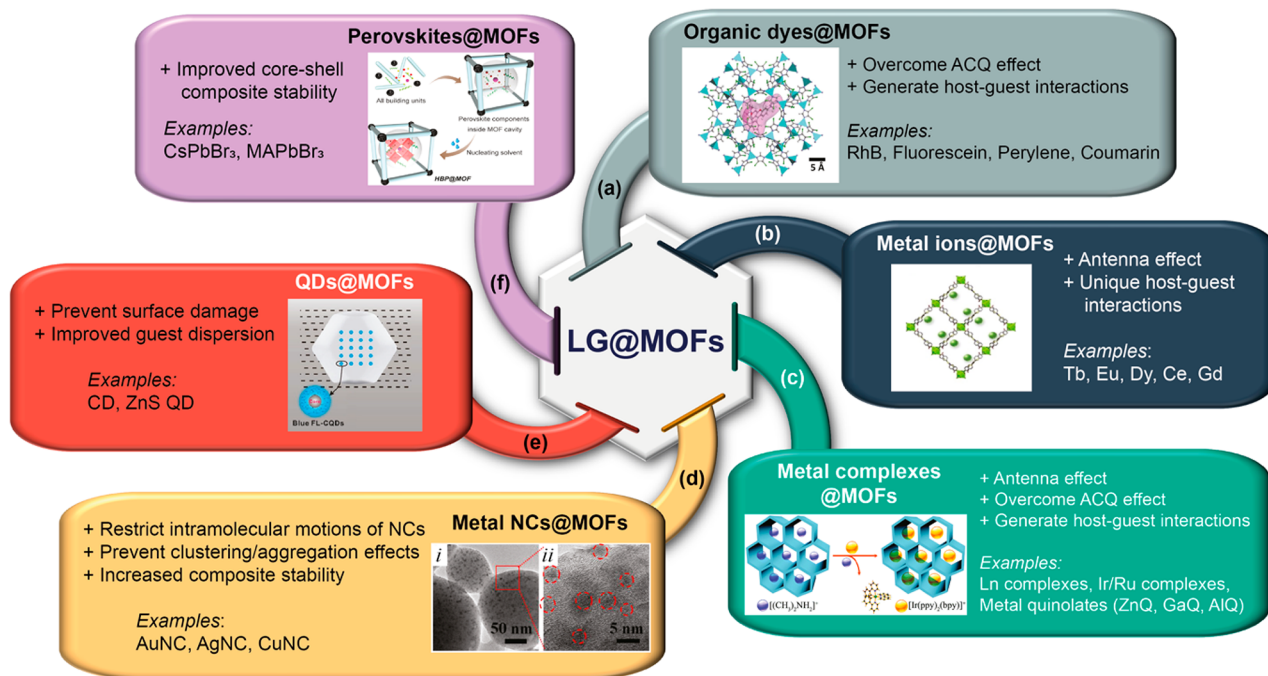 Perovskites@MOFs
+ Improved core-shell
composite stability
Examples:
CsPbBr₃, MAPbBr₃
All building units
Perovskite components
inside MOF cavity
Nucleating solvent
HBP@MOF
Organic dyes@MOFs
+ Overcome ACQ effect
+ Generate host-guest interactions
Examples:
RhB, Fluorescein, Perylene, Coumarin
5 Å
(a)
(b)
Metal ions@MOFs
+ Antenna effect
+ Unique host-guest
interactions
Examples:
Tb, Eu, Dy, Ce, Gd
QDs@MOFs
+ Prevent surface damage
+ Improved guest dispersion
Examples:
CD, ZnS QD
Blue FL-CQDs
(f)
LG@MOFs
(c)
(e)
(d)
Metal NCs@MOFs
+ Restrict intramolecular motions of NCs
+ Prevent clustering/aggregation effects
+ Increased composite stability
Examples:
AuNC, AgNC, CuNC
i
ii
50 nm
5 nm
Metal complexes
@MOFs
+ Antenna effect
+ Overcome ACQ effect
+ Generate host-guest interactions
Examples:
Ln complexes, Ir/Ru complexes,
Metal quinolates (ZnQ, GaQ, AlQ)
[(CH₃)₂NH₂]⁺
[Ir(ppy)₂(bpy)]⁺